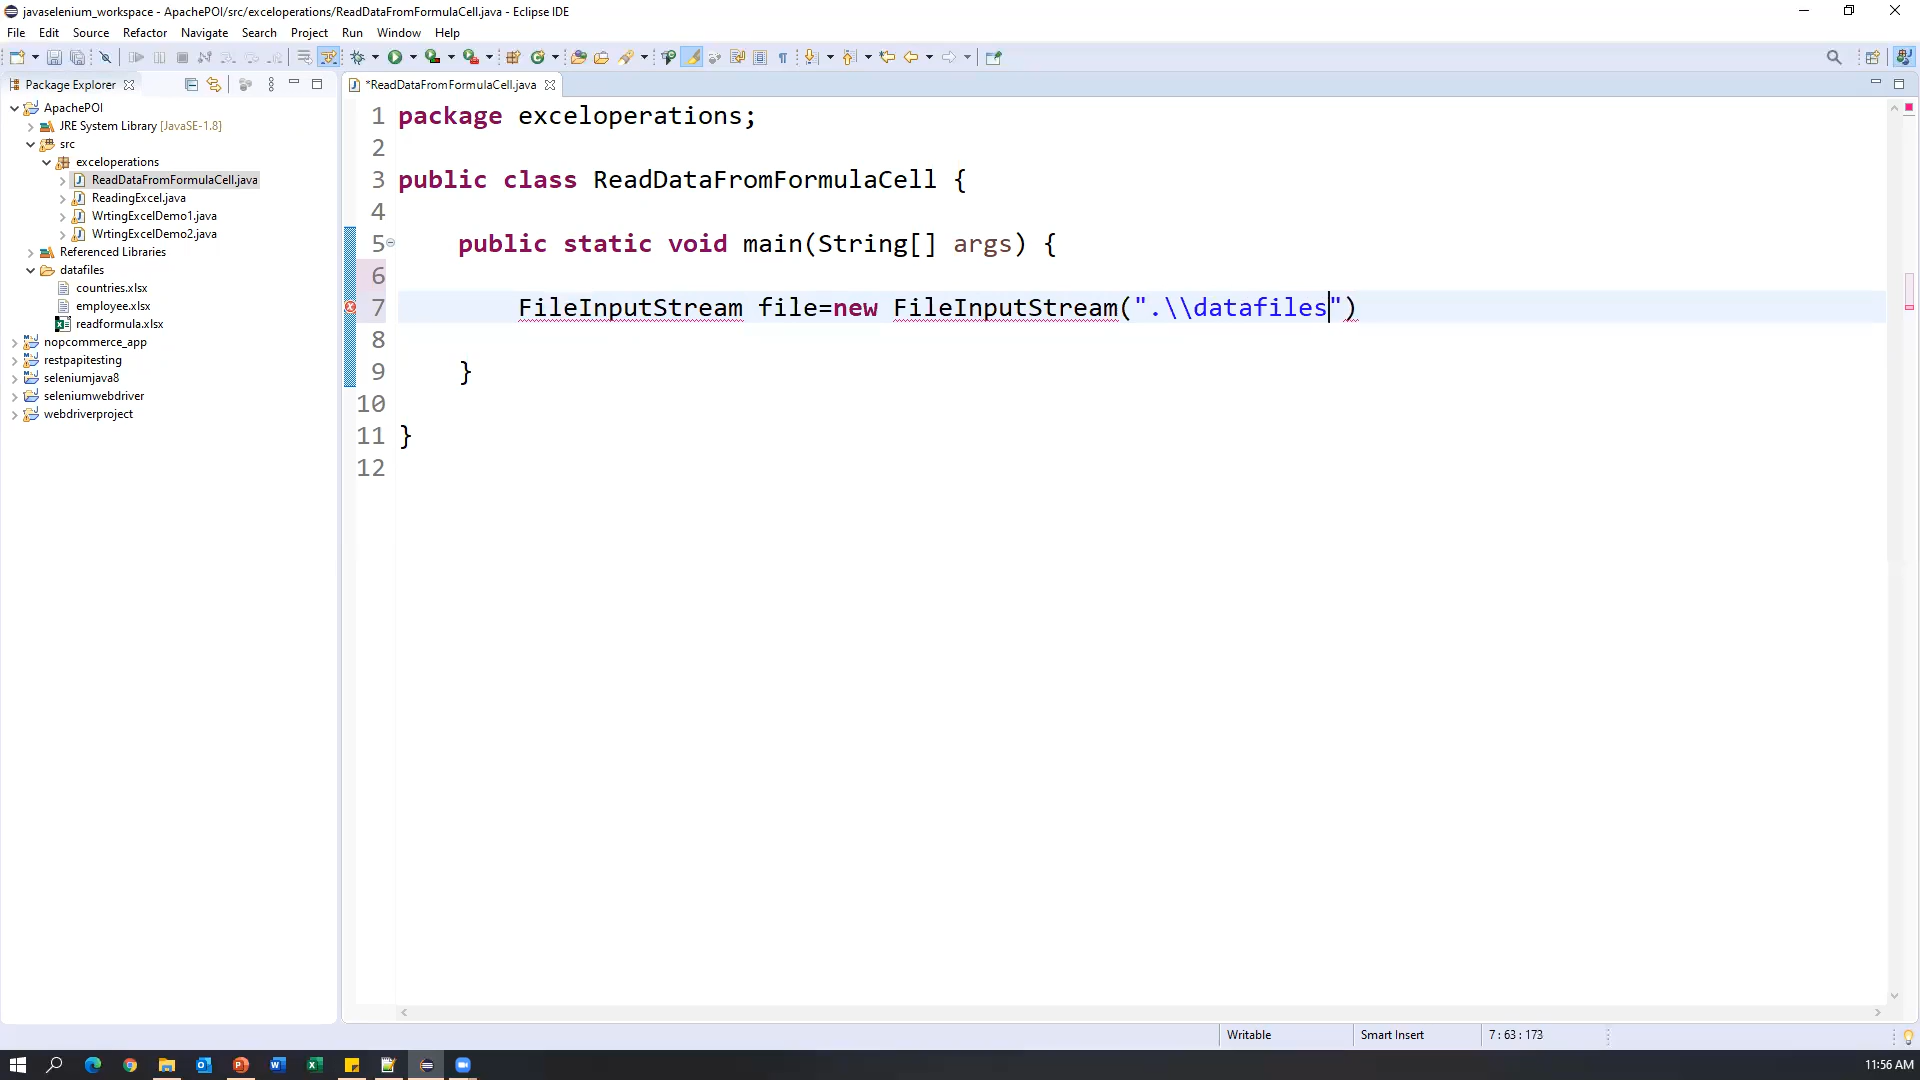 javaselenium_workspace - ApachePOI/src/exceloperations/ReadDataFromFormulaCell.java - Eclipse IDE
File Edit Source Refactor Navigate Search Project Run Window Help
Package Explorer
*ReadDataFromFormulaCell.java
ApachePOI
JRE System Library [JavaSE-1.8]
src
exceloperations
ReadDataFromFormulaCell.java
ReadingExcel.java
WrtingExcelDemo1.java
WrtingExcelDemo2.java
Referenced Libraries
datafiles
countries.xlsx
employee.xlsx
readformula.xlsx
nopcommerce_app
restpapitesting
seleniumjava8
seleniumwebdriver
webdriverproject
1 package exceloperations;
2
3 public class ReadDataFromFormulaCell {
4
5 public static void main(String[] args) {
6
7 FileInputStream file=new FileInputStream(".\\datafiles")
8
9 }
10
11 }
12
Writable Smart Insert 7 : 63 : 173
11:56 AM